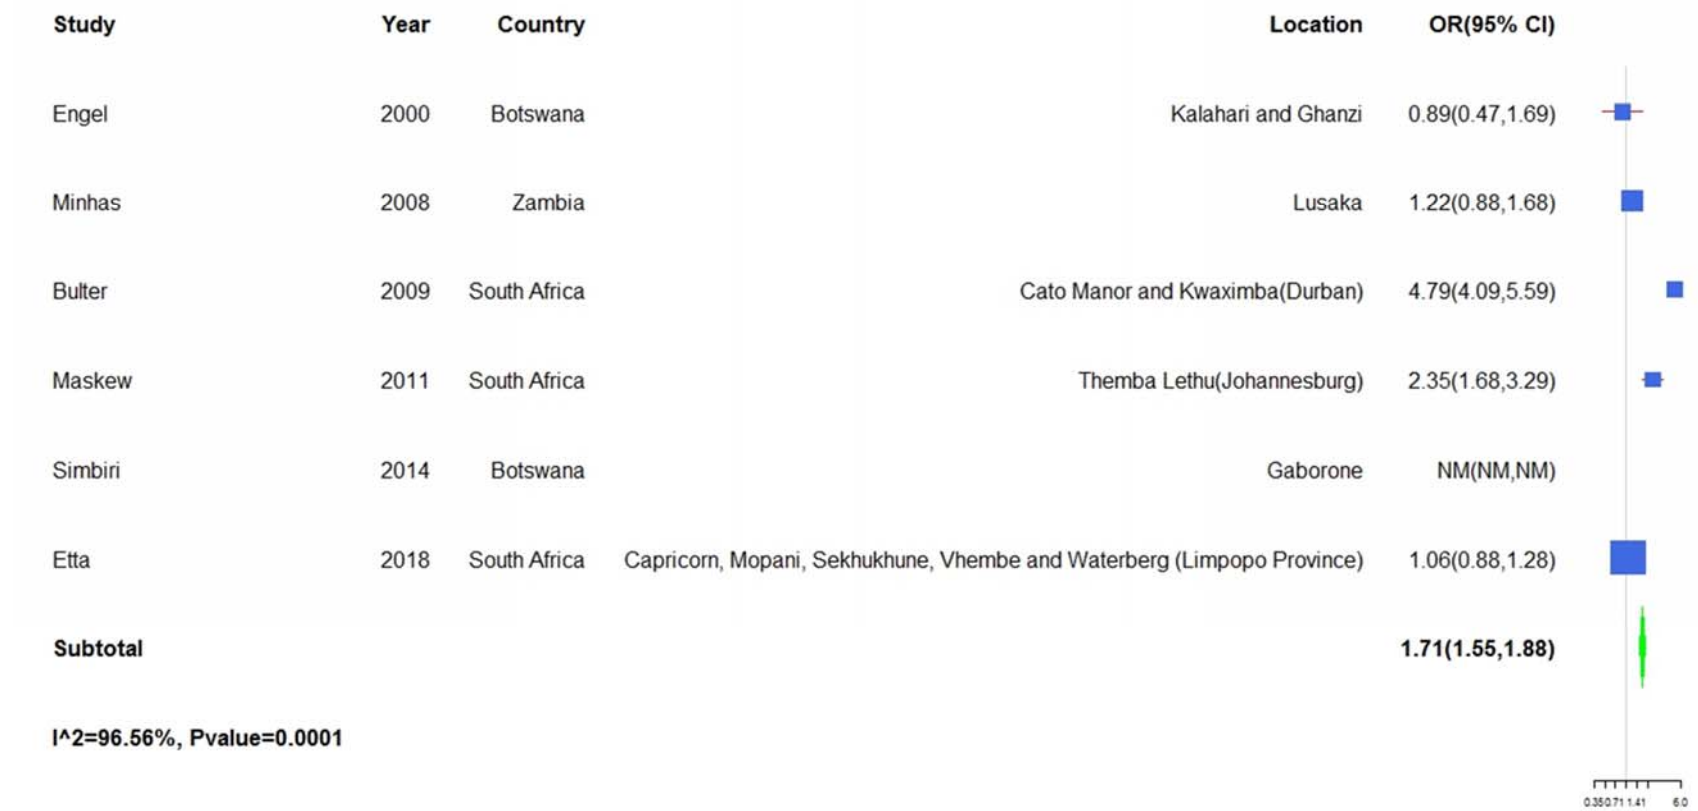 Study Year Country Location OR(95% CI)
Engel 2000 Botswana Kalahari and Ghanzi 0.89(0.47,1.69)
Minhas 2008 Zambia Lusaka 1.22(0.88,1.68)
Bulter 2009 South Africa Cato Manor and Kwaximba(Durban) 4.79(4.09,5.59)
Maskew 2011 South Africa Themba Lethu(Johannesburg) 2.35(1.68,3.29)
Simbiri 2014 Botswana Gaborone NM(NM,NM)
Etta 2018 South Africa Capricorn, Mopani, Sekhukhune, Vhembe and Waterberg (Limpopo Province) 1.06(0.88,1.28)
Subtotal 1.71(1.55,1.88)
I^2=96.56%, Pvalue=0.0001
0.350.71 1.41 6.0